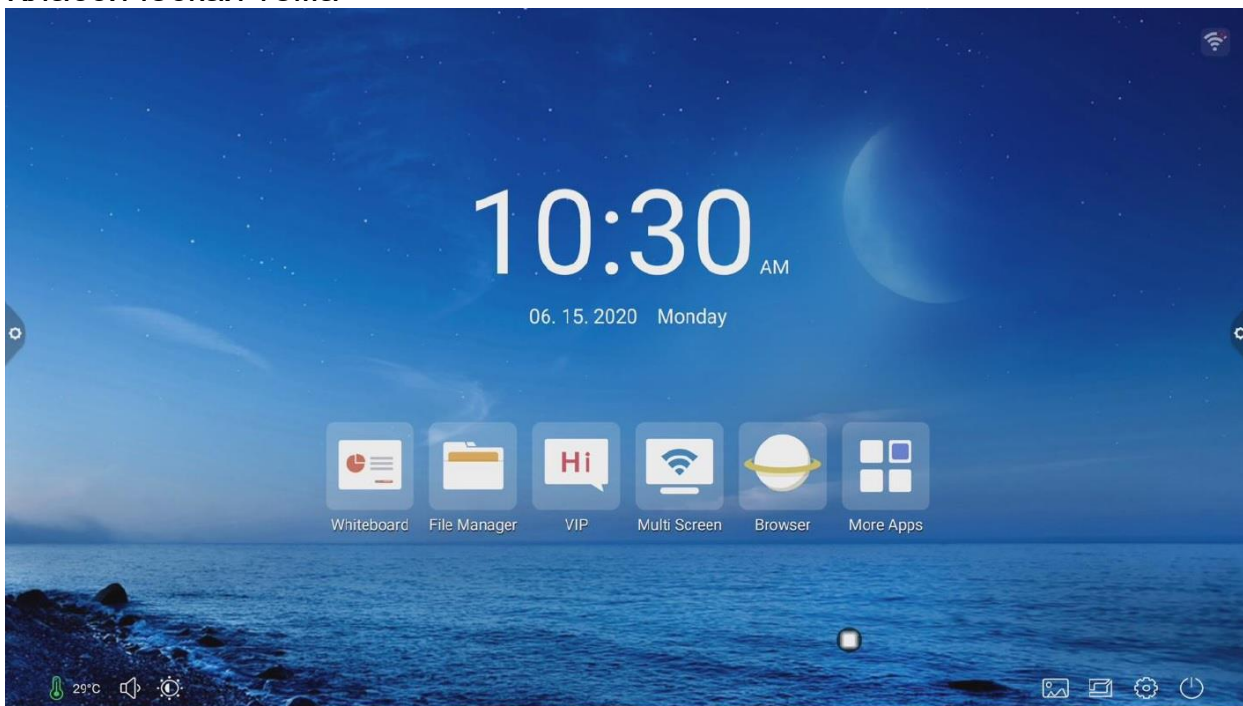 10:30 AM
06. 15. 2020 Monday
Hi
Whiteboard File Manager VIP Multi Screen Browser More Apps
29°C